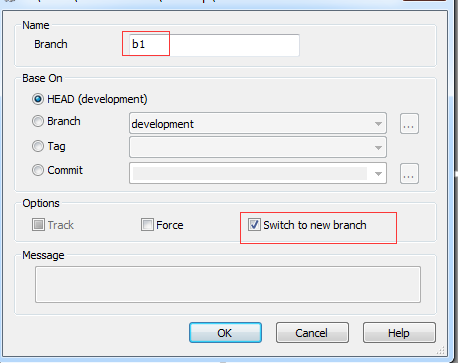 Name
Branch b1
Base On
HEAD (development)
Branch development ...
Tag
Commit ...
Options
Track Force Switch to new branch
Message
OK Cancel Help